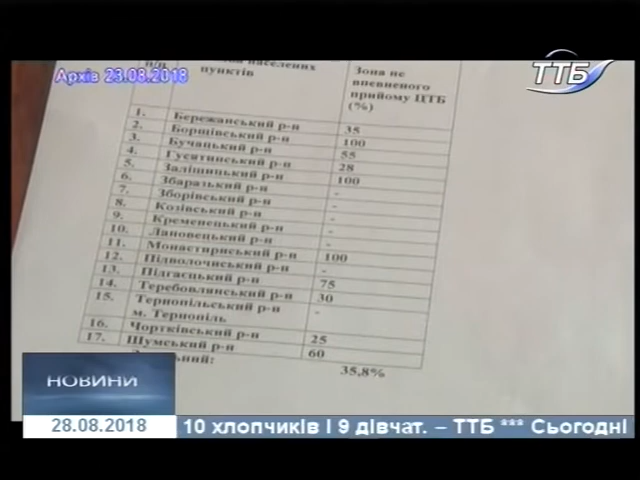 Архів 23.08.2018
ТТБ
п/р
населених
пунктів
Зона не
впевненого
прийому ЦТБ
(%)
1. Бережанський р-н 35
2. Борщівський р-н 100
3. Бучацький р-н 55
4. Гусятинський р-н 28
5. Заліщицький р-н 100
6. Збаразький р-н -
7. Зборівський р-н -
8. Козівський р-н -
9. Кременецький р-н -
10. Лановецький р-н -
11. Монастириський р-н 100
12. Підволочиський р-н -
13. Підгаєцький р-н 75
14. Теребовлянський р-н 30
15. Тернопільський р-н -
м. Тернопіль
16. Чортківський р-н 25
17. Шумський р-н 60
35,8%
НОВИНИ
28.08.2018
10 хлопчиків і 9 дівчат. – ТТБ *** Сьогодні